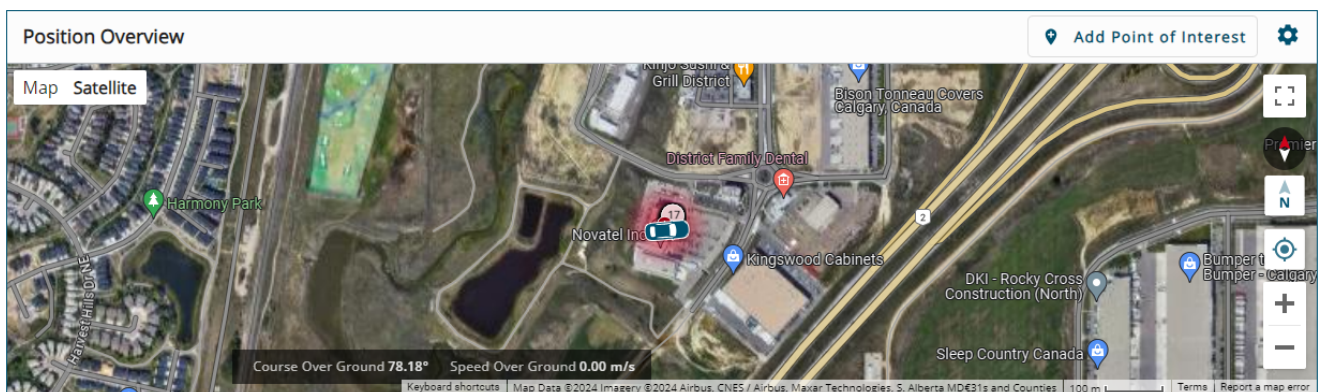 Position Overview
Add Point of Interest
Map Satellite
Kinjo Sushi &
Grill District
Bison Tonneau Covers
Calgary, Canada
District Family Dental
Harmony Park
17
Novatel Inc
2
Kingswood Cabinets
N
DKI - Rocky Cross
Construction (North)
Bumper t
Bumper - Calgary
Harvest Hills Dr NE
Sleep Country Canada
Course Over Ground 78.18° Speed Over Ground 0.00 m/s
Keyboard shortcuts Map Data ©2024 Imagery ©2024 Airbus, CNES / Airbus, Maxar Technologies, S. Alberta MD€31s and Counties 100 m Terms Report a map error